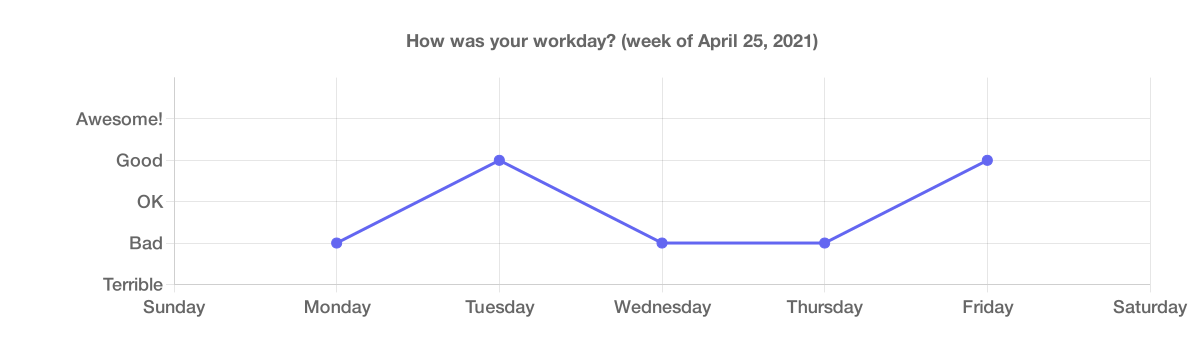 How was your workday? (week of April 25, 2021)
Awesome!
Good
OK
Bad
Terrible
Sunday Monday Tuesday Wednesday Thursday Friday Saturday